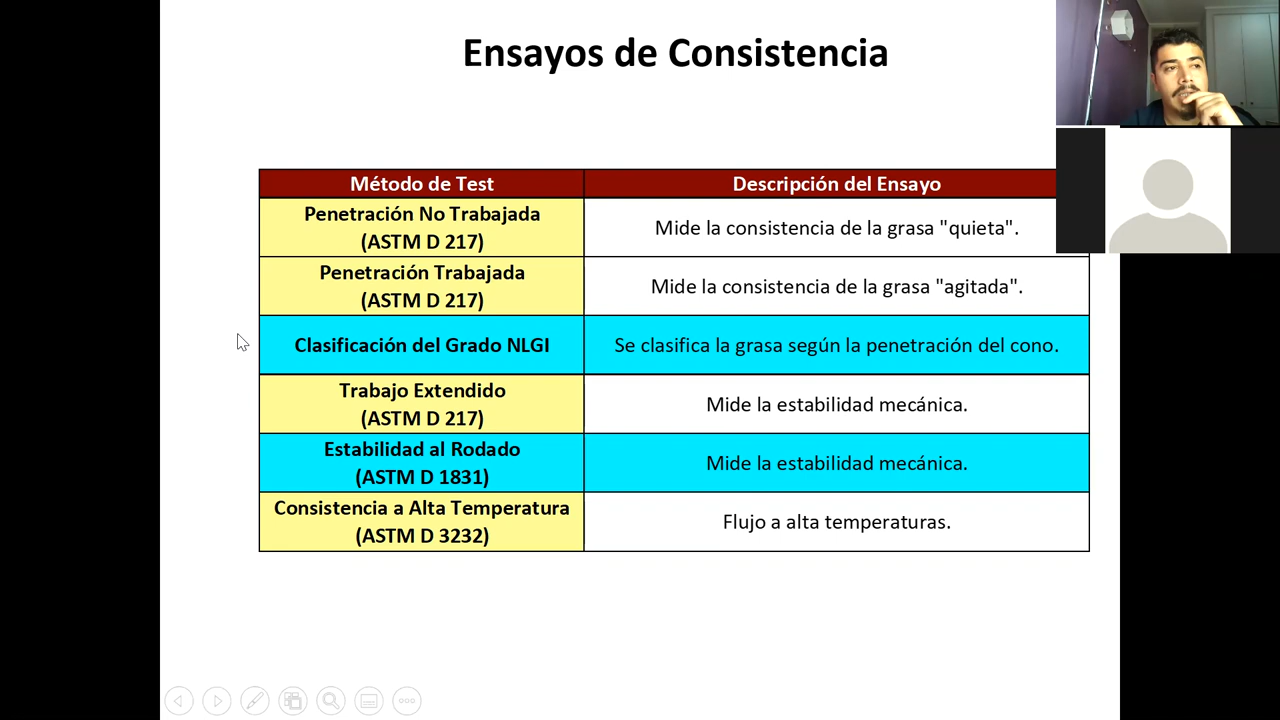 Ensayos de Consistencia
Método de Test
Descripción del Ensayo
Penetración No Trabajada
(ASTM D 217)
Mide la consistencia de la grasa "quieta".
Penetración Trabajada
(ASTM D 217)
Mide la consistencia de la grasa "agitada".
Clasificación del Grado NLGI
Se clasifica la grasa según la penetración del cono.
Trabajo Extendido
(ASTM D 217)
Mide la estabilidad mecánica.
Estabilidad al Rodado
(ASTM D 1831)
Mide la estabilidad mecánica.
Consistencia a Alta Temperatura
(ASTM D 3232)
Flujo a alta temperaturas.